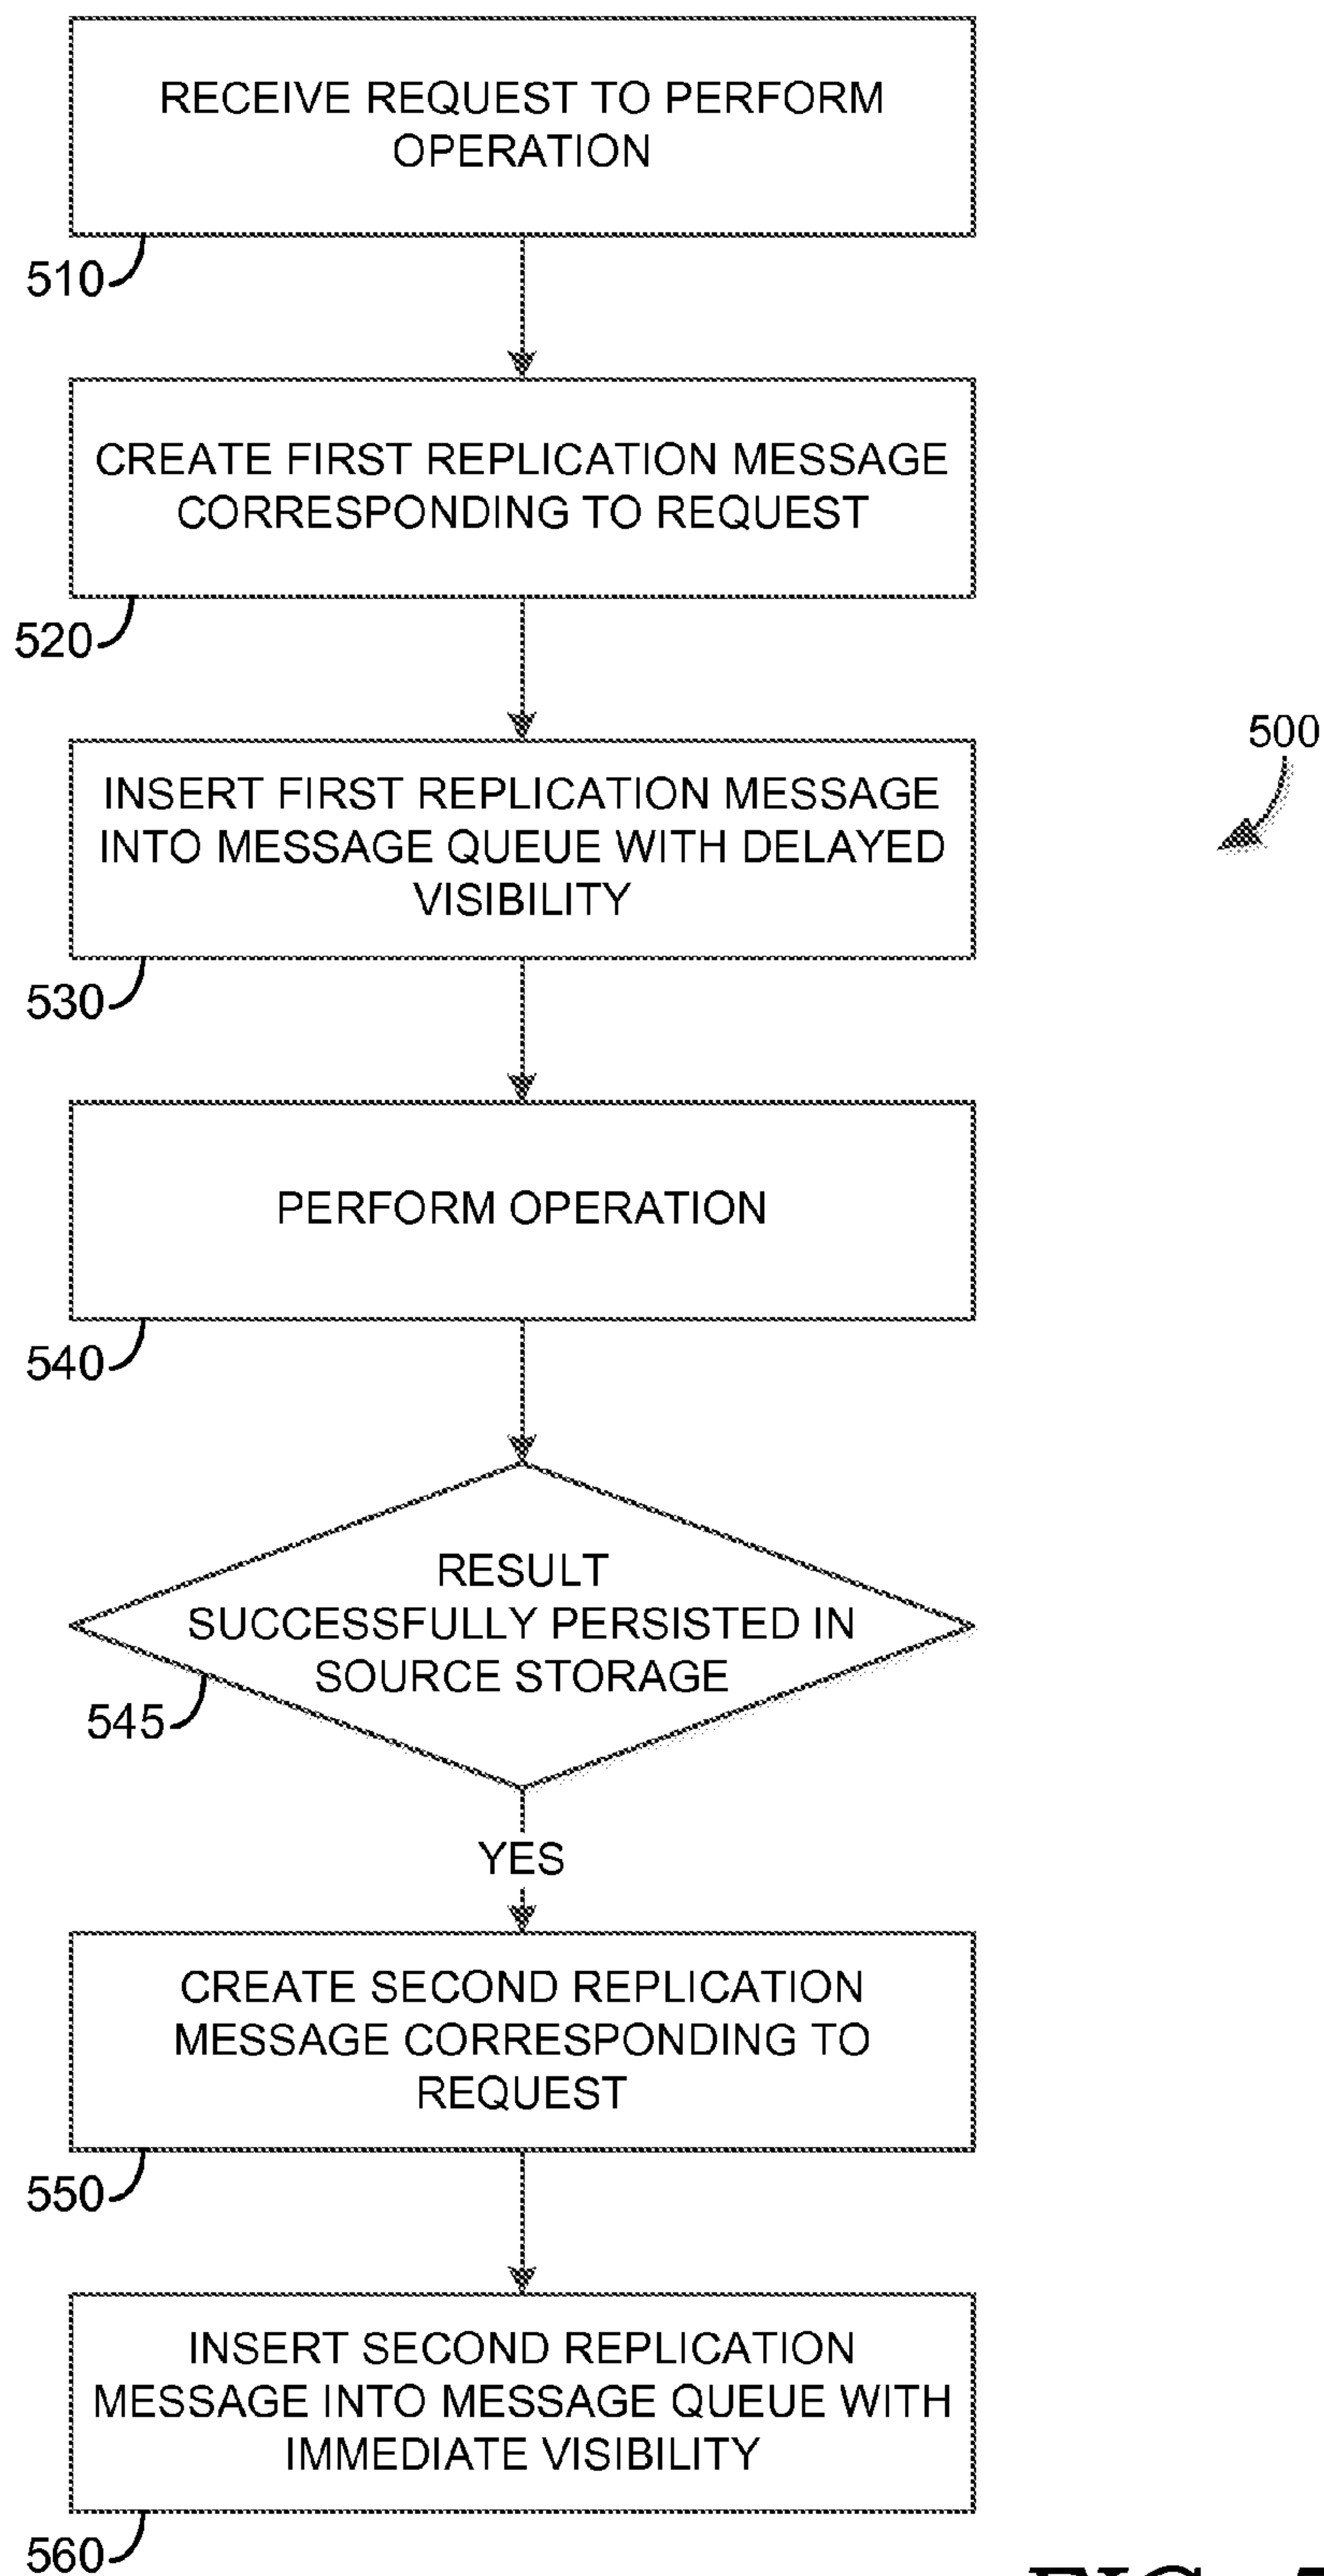 RECEIVE REQUEST TO PERFORM
OPERATION
510
CREATE FIRST REPLICATION MESSAGE
CORRESPONDING TO REQUEST
520
500
INSERT FIRST REPLICATION MESSAGE
INTO MESSAGE QUEUE WITH DELAYED
VISIBILITY
530
PERFORM OPERATION
540
RESULT
SUCCESSFULLY PERSISTED IN
SOURCE STORAGE
545
YES
CREATE SECOND REPLICATION
MESSAGE CORRESPONDING TO
REQUEST
550
INSERT SECOND REPLICATION
MESSAGE INTO MESSAGE QUEUE WITH
IMMEDIATE VISIBILITY
560